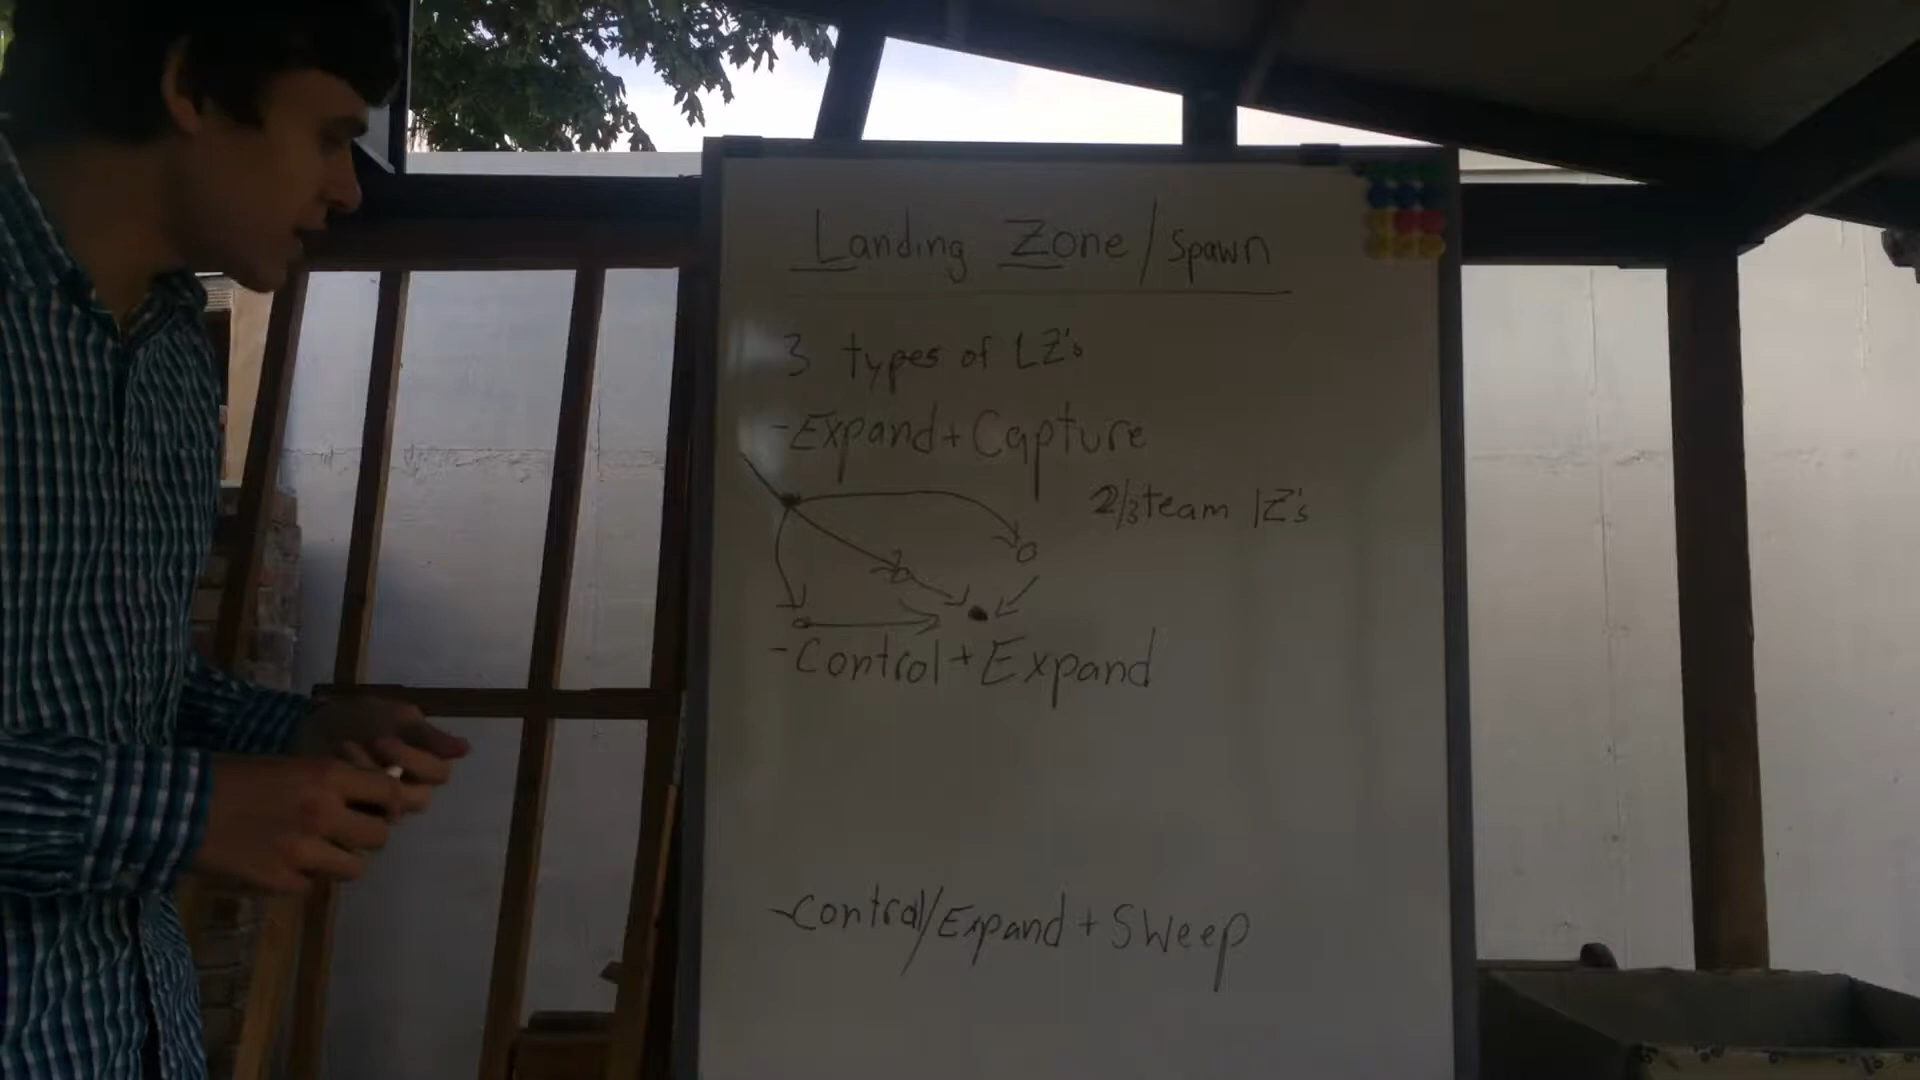 Landing Zone/Spawn
3 types of LZ's
-Expand+Capture
2/3 team LZ's
-Control+Expand
-Control/Expand + Sweep